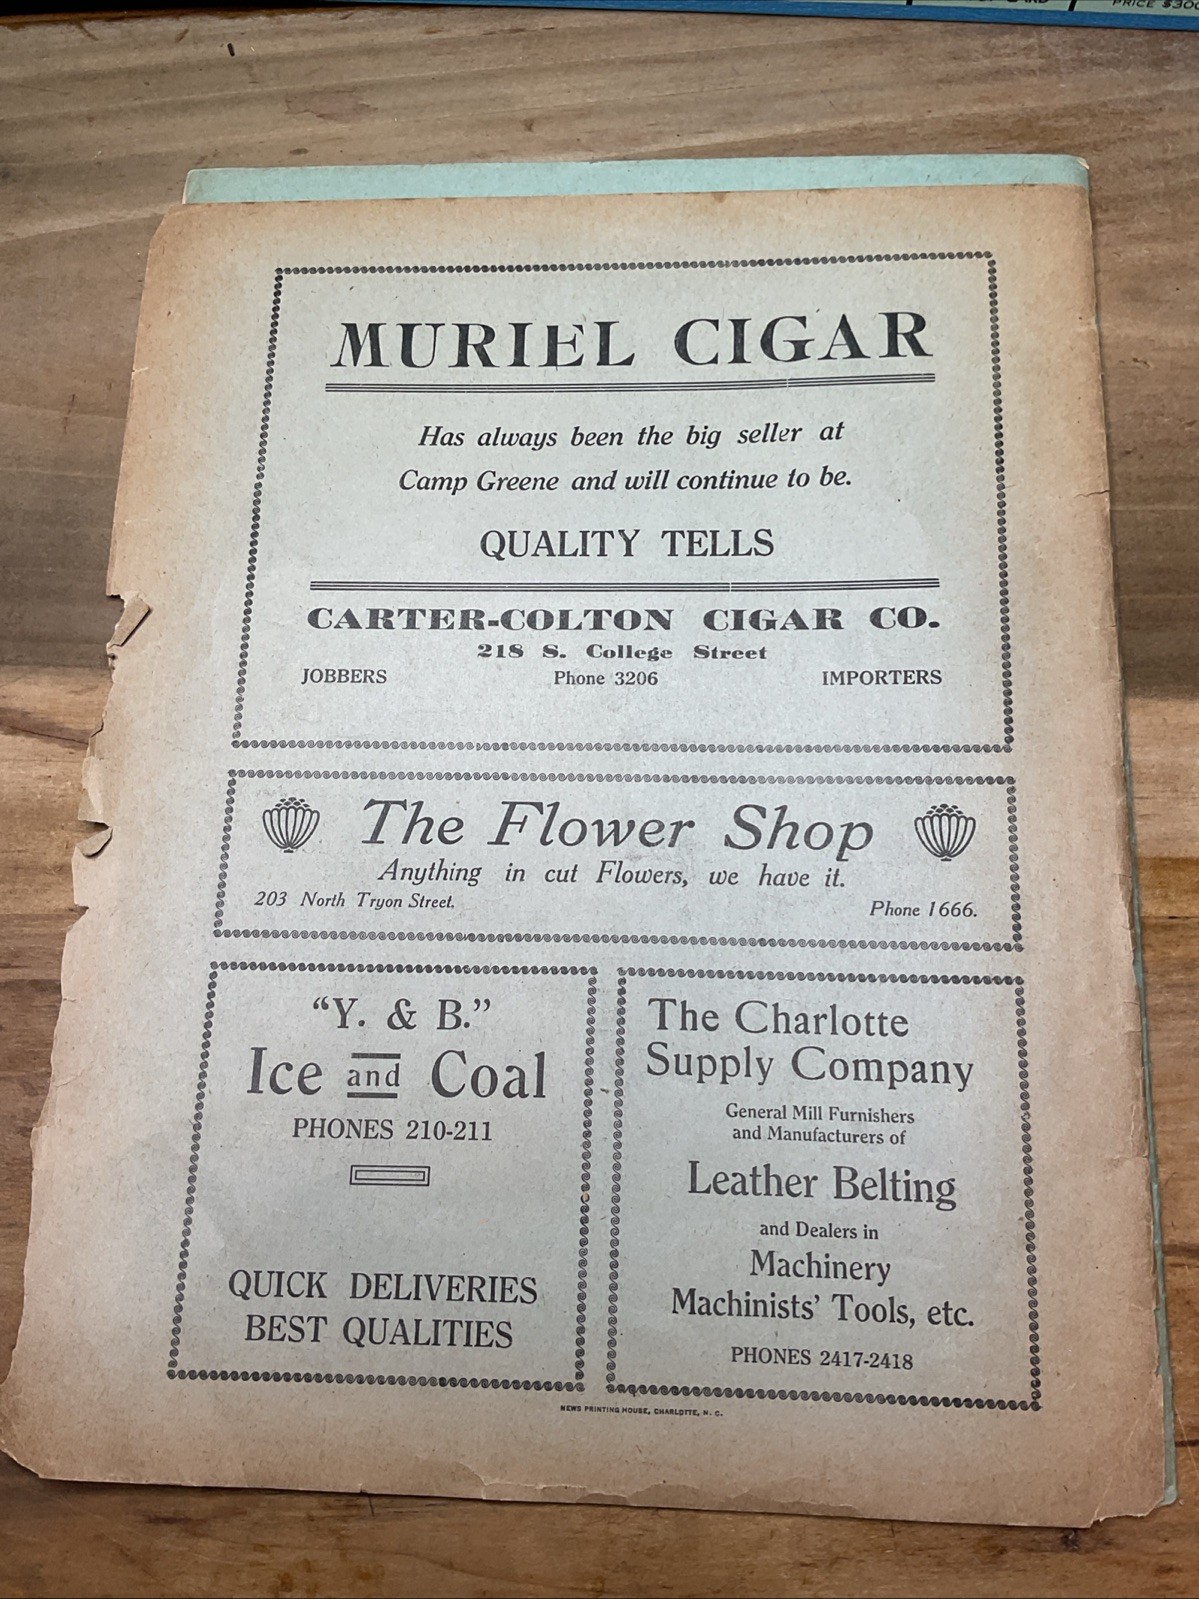 PRICE $300
MURIEL CIGAR
Has always been the big seller at
Camp Greene and will continue to be.
QUALITY TELLS
CARTER-COLTON CIGAR CO.
218 S. College Street
JOBBERS Phone 3206 IMPORTERS
The Flower Shop
Anything in cut Flowers, we have it.
203 North Tryon Street. Phone 1666.
"Y. & B."
Ice and Coal
PHONES 210-211
QUICK DELIVERIES
BEST QUALITIES
The Charlotte
Supply Company
General Mill Furnishers
and Manufacturers of
Leather Belting
and Dealers in
Machinery
Machinists' Tools, etc.
PHONES 2417-2418
NEWS PRINTING HOUSE, CHARLOTTE, N. C.